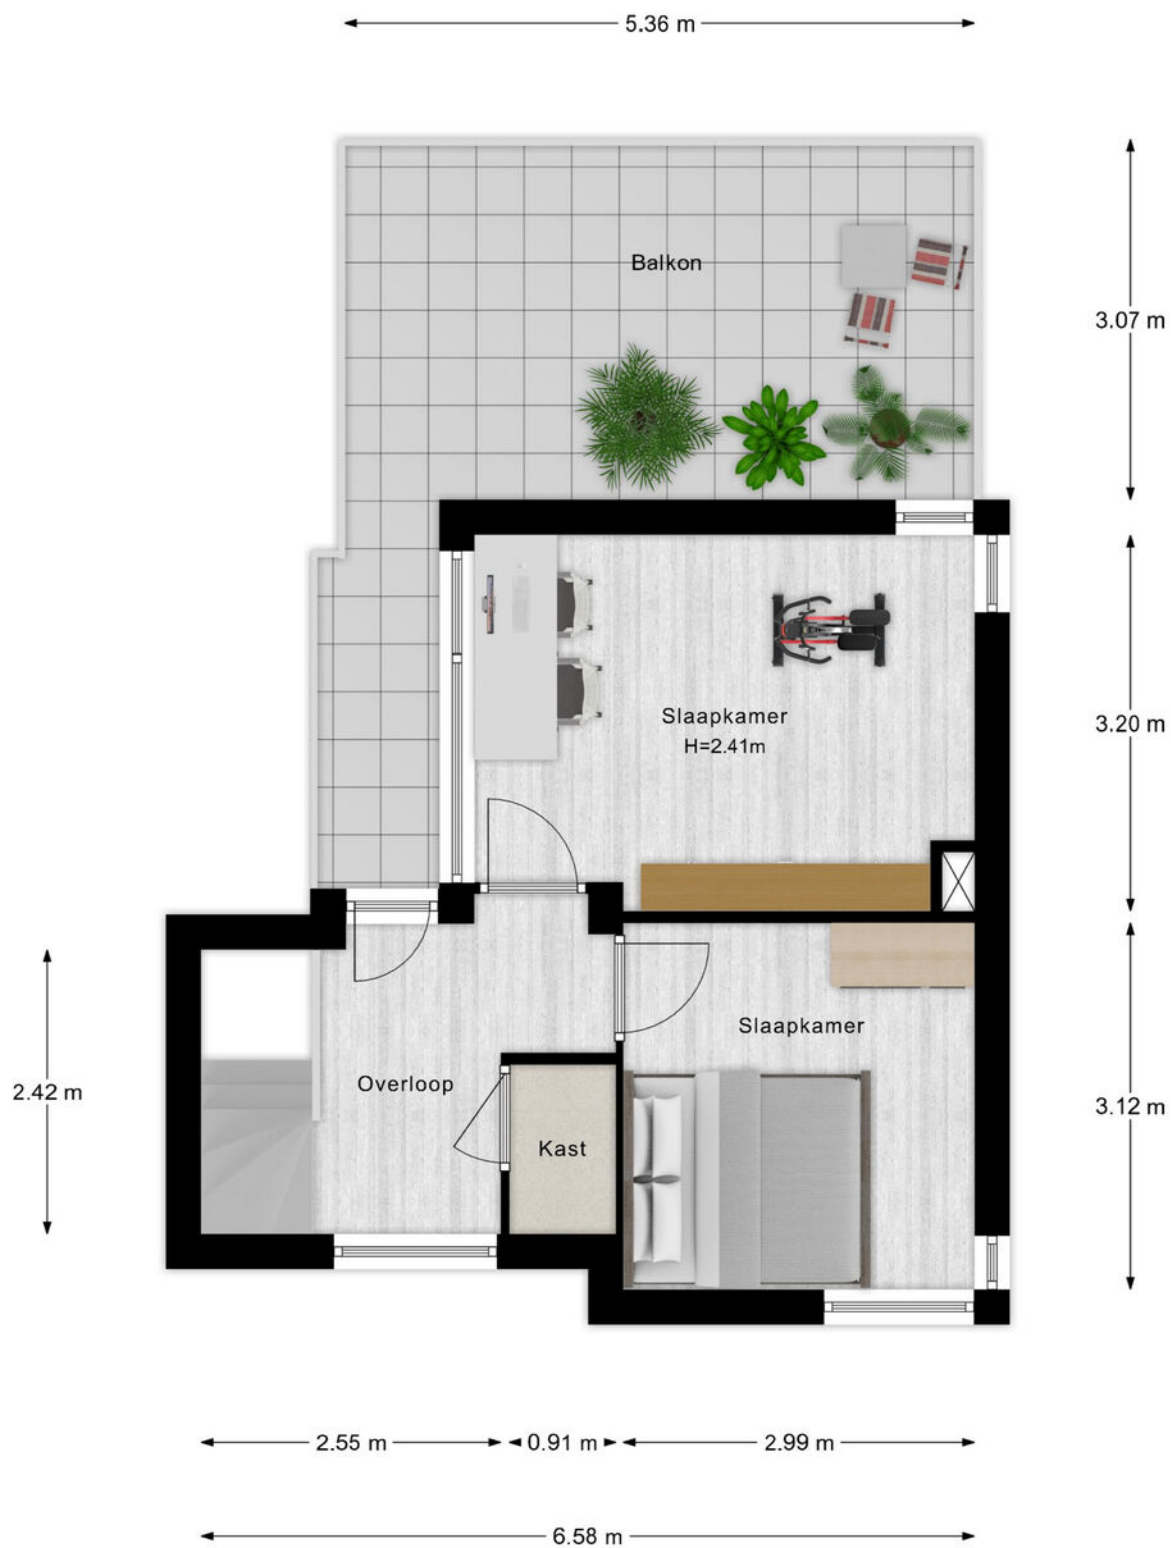 5.36 m
Balkon
3.07 m
Slaapkamer
H=2.41m
3.20 m
Slaapkamer
Overloop
2.42 m
3.12 m
Kast
2.55 m
0.91 m
2.99 m
6.58 m